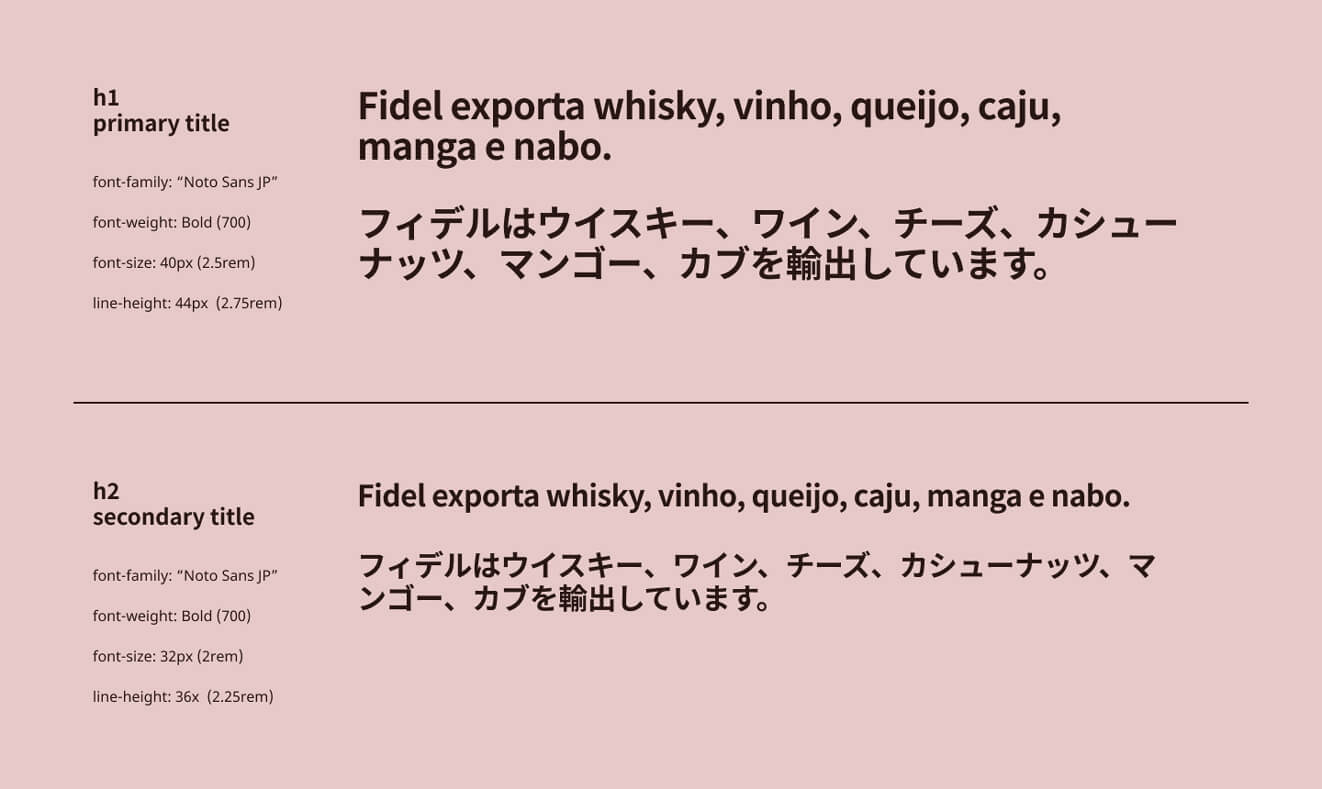 h1
primary title
font-family: “Noto Sans JP”
font-weight: Bold (700)
font-size: 40px (2.5rem)
line-height: 44px  (2.75rem)
Fidel exporta whisky, vinho, queijo, caju,
manga e nabo.
フィデルはウイスキー、ワイン、チーズ、カシュー
ナッツ、マンゴー、カブを輸出しています。
h2
secondary title
font-family: “Noto Sans JP”
font-weight: Bold (700)
font-size: 32px (2rem)
line-height: 36x  (2.25rem)
Fidel exporta whisky, vinho, queijo, caju, manga e nabo.
フィデルはウイスキー、ワイン、チーズ、カシューナッツ、マ
ンゴー、カブを輸出しています。